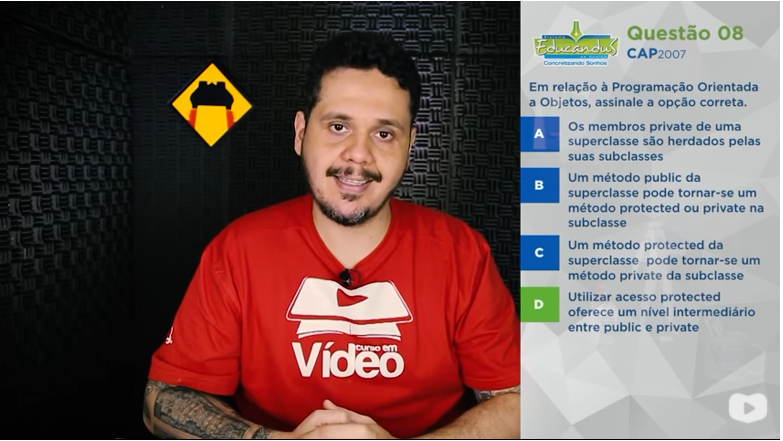 Educandus
Concretizando Sonhos
Questão 08
CAP2007
Em relação à Programação Orientada
a Objetos, assinale a opção correta.
A
Os membros private de uma
superclasse são herdados pelas
suas subclasses
B
Um método public da
superclasse pode tornar-se um
método protected ou private na
subclasse
C
Um método protected da
superclasse pode tornar-se um
método private da subclasse
D
Utilizar acesso protected
oferece um nível intermediário
entre public e private
curso em
Vídeo